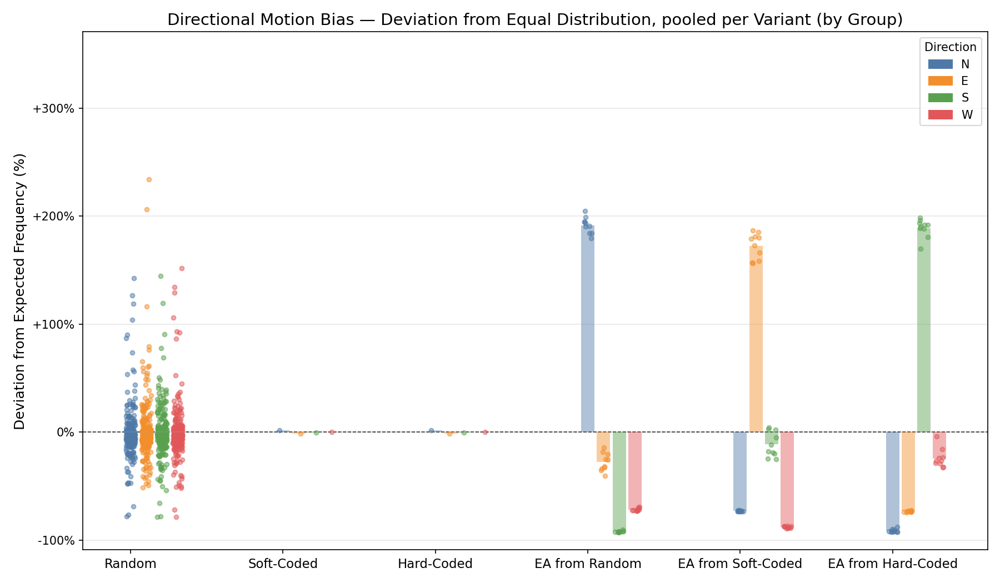 Directional Motion Bias — Deviation from Equal Distribution, pooled per Variant (by Group)
Deviation from Expected Frequency (%)
+300%
+200%
+100%
0%
-100%
Direction
N
E
S
W
Random
Soft-Coded
Hard-Coded
EA from Random
EA from Soft-Coded
EA from Hard-Coded